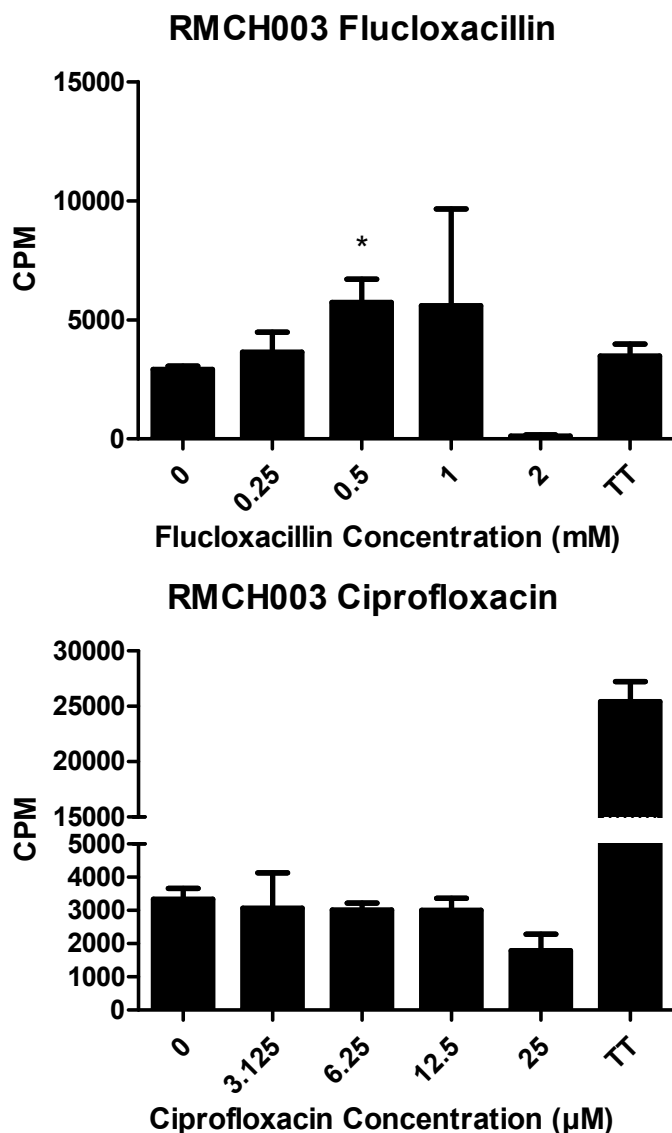 RMCH003 Flucloxacillin
15000
10000
5000
0
CPM
*
0 0.25 0.5 1 2 TT
Flucloxacillin Concentration (mM)
RMCH003 Ciprofloxacin
30000
25000
20000
15000
5000
4000
3000
2000
1000
0
CPM
0 3.125 6.25 12.5 25 TT
Ciprofloxacin Concentration (µM)